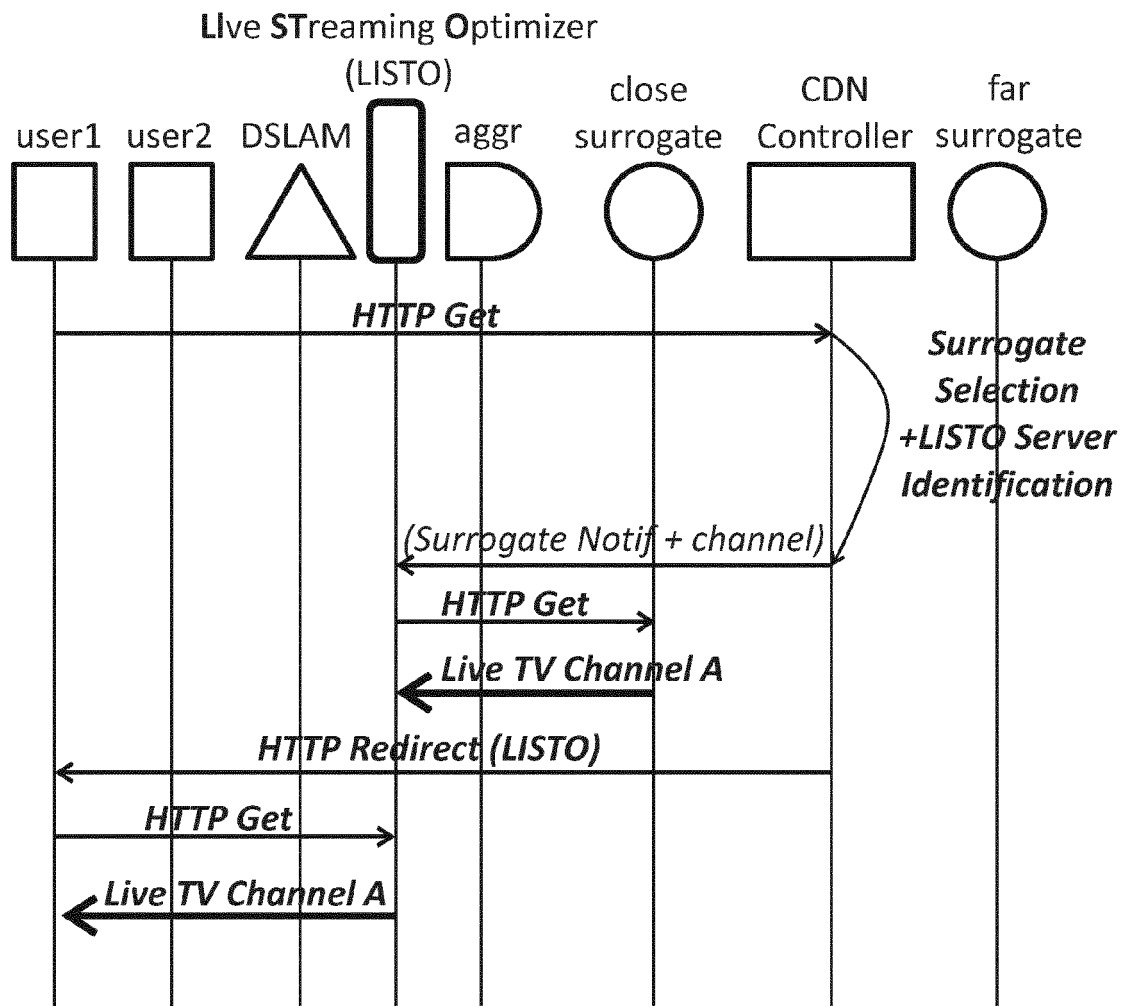 LIve STreaming Optimizer
(LISTO)
user1
user2
DSLAM
aggr
close
surrogate
CDN
Controller
far
surrogate
HTTP Get
Surrogate
Selection
+LISTO Server
Identification
(Surrogate Notif + channel)
HTTP Get
Live TV Channel A
HTTP Redirect (LISTO)
HTTP Get
Live TV Channel A